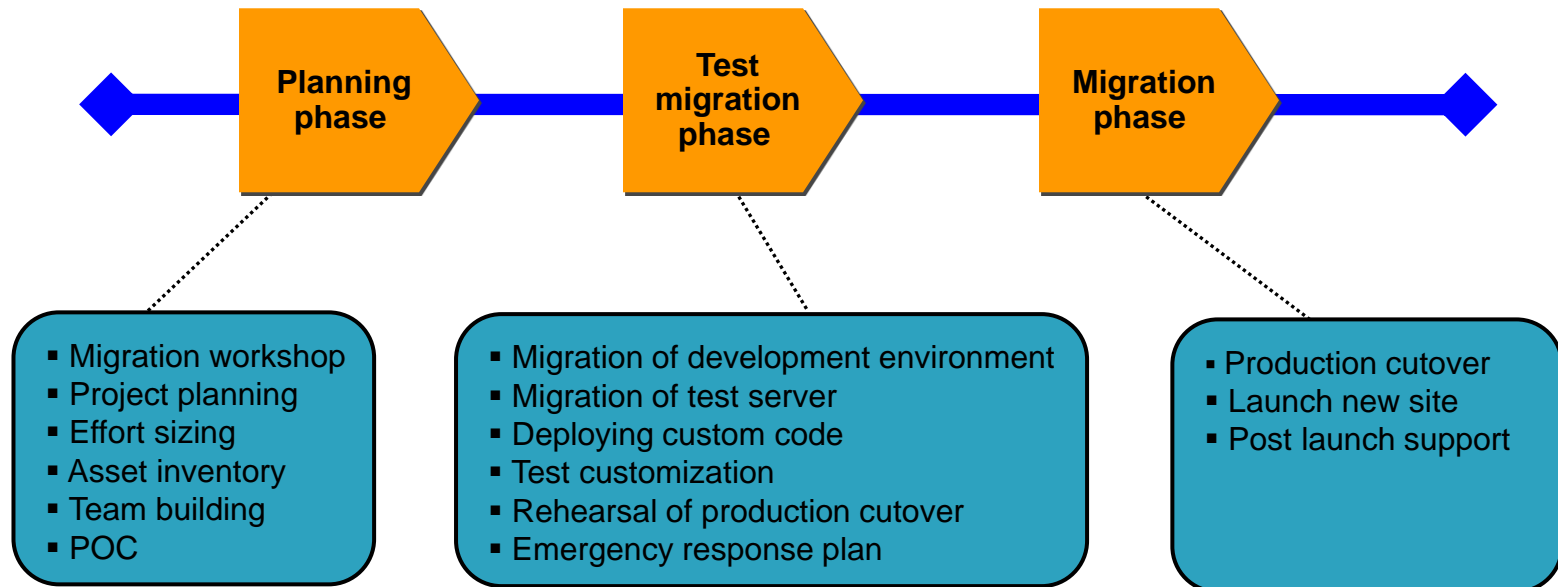 Planning
phase
Test
migration
phase
Migration
phase
▪ Migration workshop
▪ Project planning
▪ Effort sizing
▪ Asset inventory
▪ Team building
▪ POC
▪ Migration of development environment
▪ Migration of test server
▪ Deploying custom code
▪ Test customization
▪ Rehearsal of production cutover
▪ Emergency response plan
▪ Production cutover
▪ Launch new site
▪ Post launch support